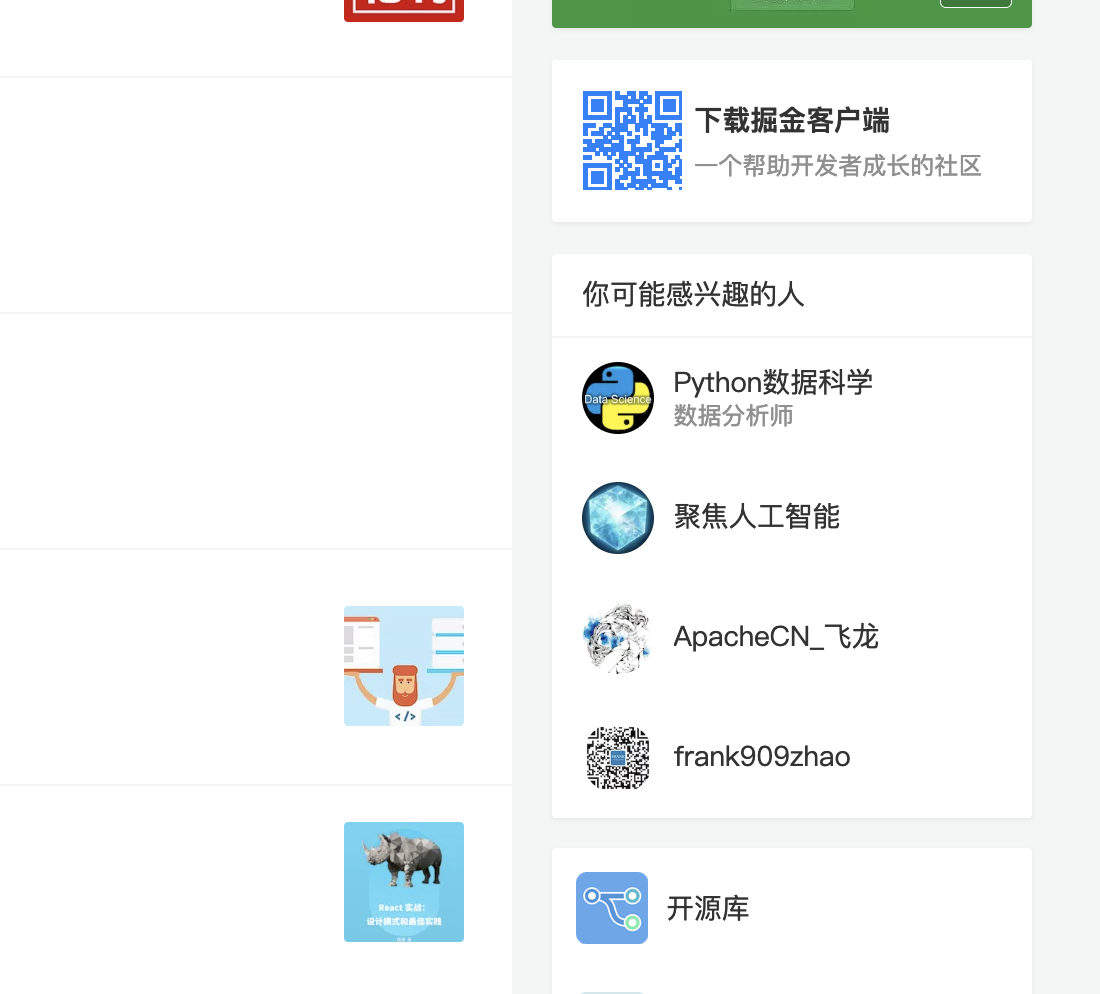 下载掘金客户端
一个帮助开发者成长的社区
你可能感兴趣的人
Data Science
Python数据科学
数据分析师
聚焦人工智能
ApacheCN_飞龙
</>
frank909zhao
React 实战：
设计模式和最佳实践
开源库